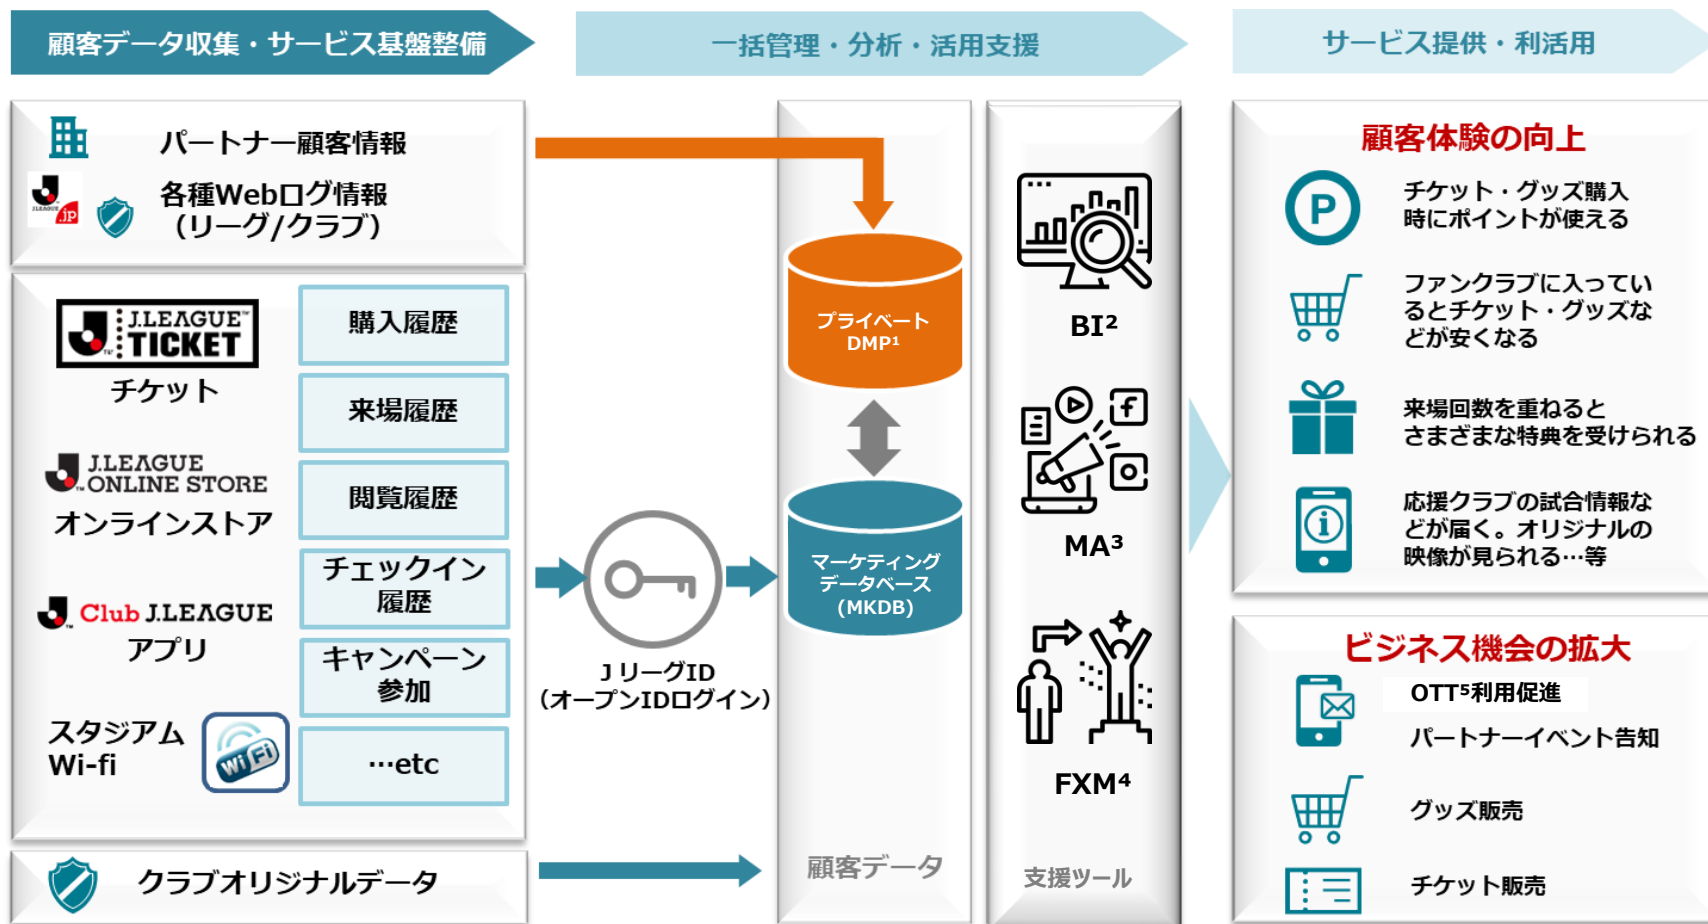 顧客データ収集・サービス基盤整備
一括管理・分析・活用支援
サービス提供・利活用
パートナー顧客情報
J.LEAGUE
.jp
各種Webログ情報
(リーグ/クラブ)
J.LEAGUE™
TICKET
チケット
J.LEAGUE
ONLINE STORE
オンラインストア
Club J.LEAGUE
アプリ
スタジアム
Wi-fi
Wi Fi
購入履歴
来場履歴
閲覧履歴
チェックイン
履歴
キャンペーン
参加
…etc
クラブオリジナルデータ
JリーグID
(オープンIDログイン)
プライベート
DMP¹
マーケティング
データベース
(MKDB)
顧客データ
BI²
MA³
FXM⁴
支援ツール
顧客体験の向上
P
チケット・グッズ購入
時にポイントが使える
ファンクラブに入ってい
るとチケット・グッズな
どが安くなる
来場回数を重ねると
さまざまな特典を受けられる
応援クラブの試合情報な
どが届く。オリジナルの
映像が見られる…等
ビジネス機会の拡大
OTT⁵利用促進
パートナーイベント告知
グッズ販売
チケット販売